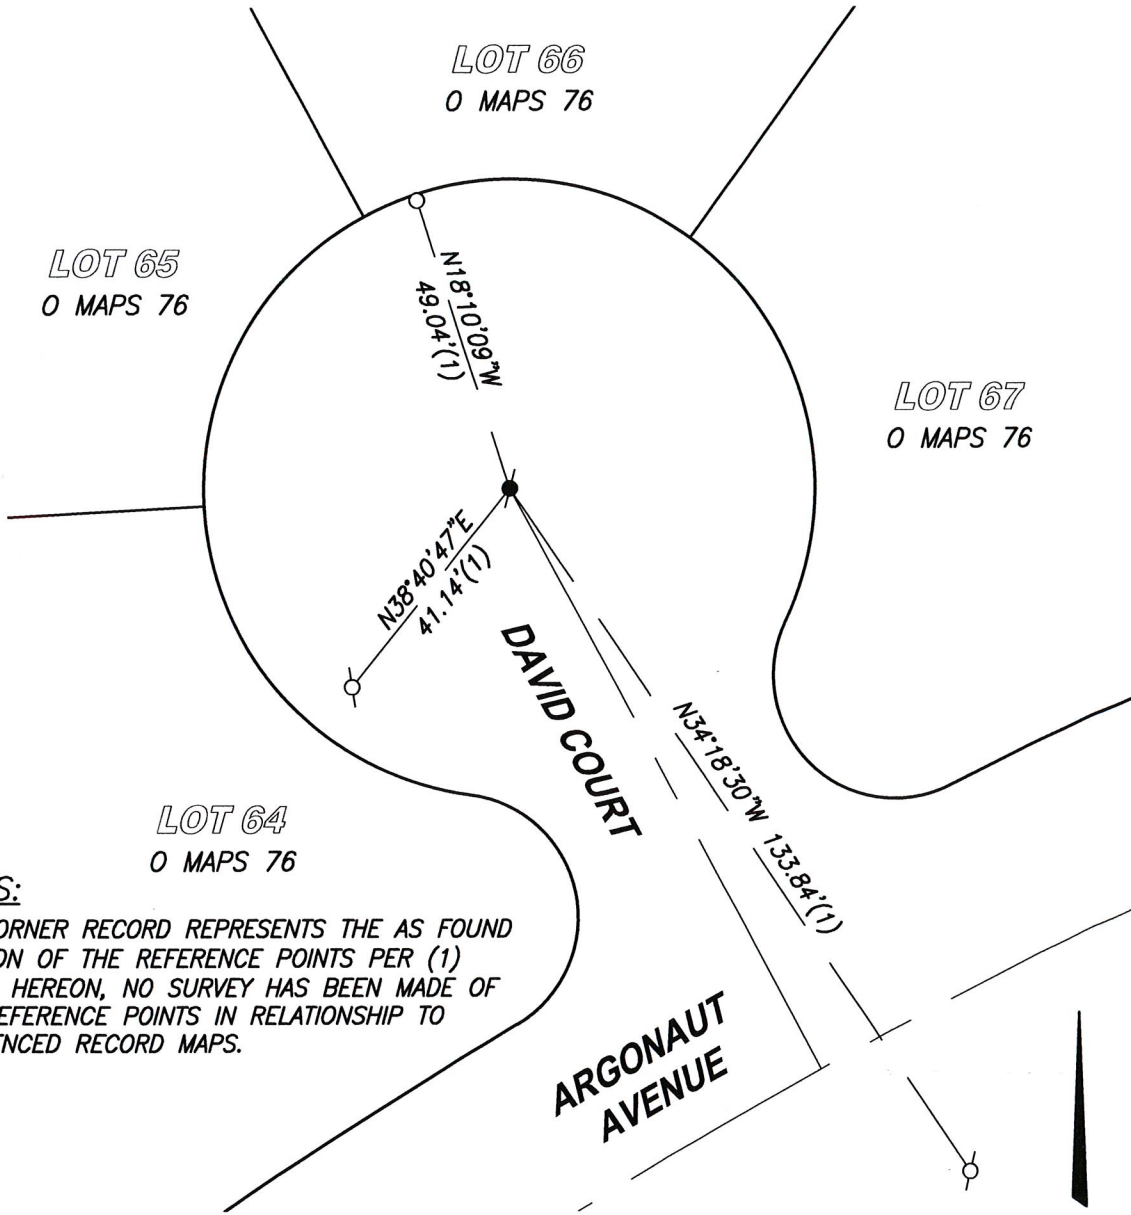 LOT 66
O MAPS 76
LOT 65
O MAPS 76
N18°10'09"W
49.04'(1)
LOT 67
O MAPS 76
N38°40'47"E
41.14'(1)
DAVID COURT
N34°18'30"W 133.84'(1)
LOT 64
O MAPS 76
S:
ORNER RECORD REPRESENTS THE AS FOUND
ON OF THE REFERENCE POINTS PER (1)
HEREON, NO SURVEY HAS BEEN MADE OF
EFERENCE POINTS IN RELATIONSHIP TO
NCED RECORD MAPS.
ARGONAUT
AVENUE